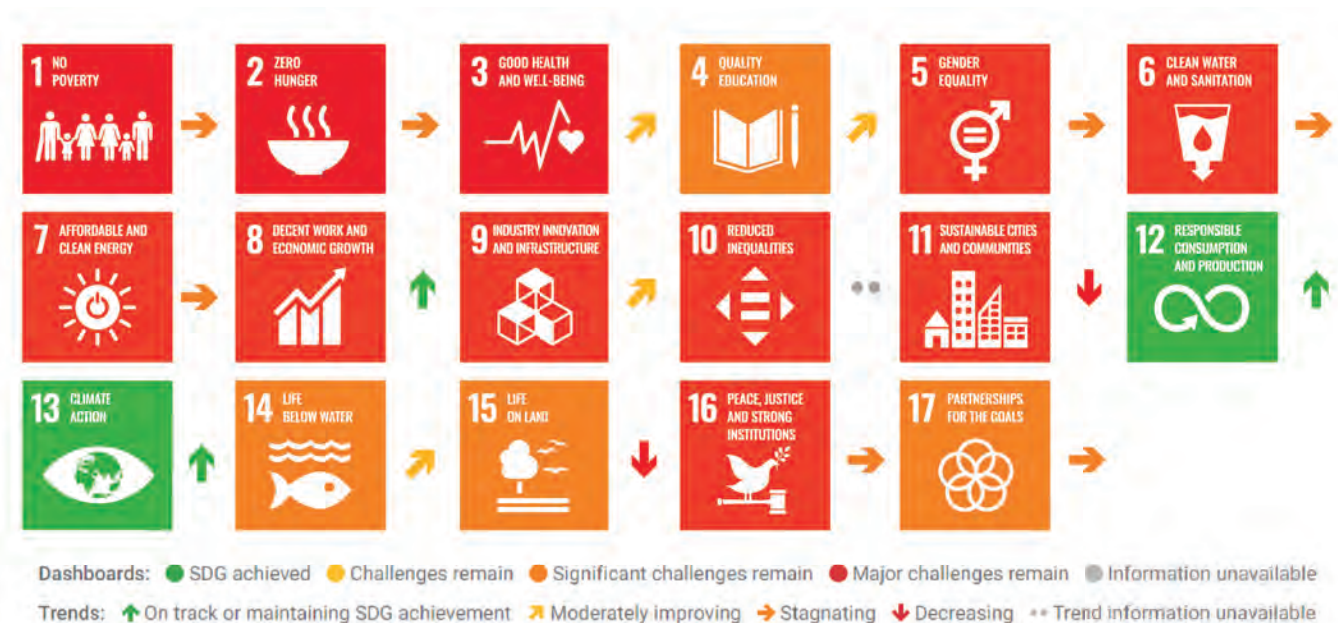 1 NO POVERTY
2 ZERO HUNGER
3 GOOD HEALTH AND WELL-BEING
4 QUALITY EDUCATION
5 GENDER EQUALITY
6 CLEAN WATER AND SANITATION
7 AFFORDABLE AND CLEAN ENERGY
8 DECENT WORK AND ECONOMIC GROWTH
9 INDUSTRY INNOVATION AND INFRASTRUCTURE
10 REDUCED INEQUALITIES
11 SUSTAINABLE CITIES AND COMMUNITIES
12 RESPONSIBLE CONSUMPTION AND PRODUCTION
13 CLIMATE ACTION
14 LIFE BELOW WATER
15 LIFE ON LAND
16 PEACE, JUSTICE AND STRONG INSTITUTIONS
17 PARTNERSHIPS FOR THE GOALS
Dashboards: SDG achieved Challenges remain Significant challenges remain Major challenges remain Information unavailable
Trends: On track or maintaining SDG achievement Moderately improving Stagnating Decreasing Trend information unavailable